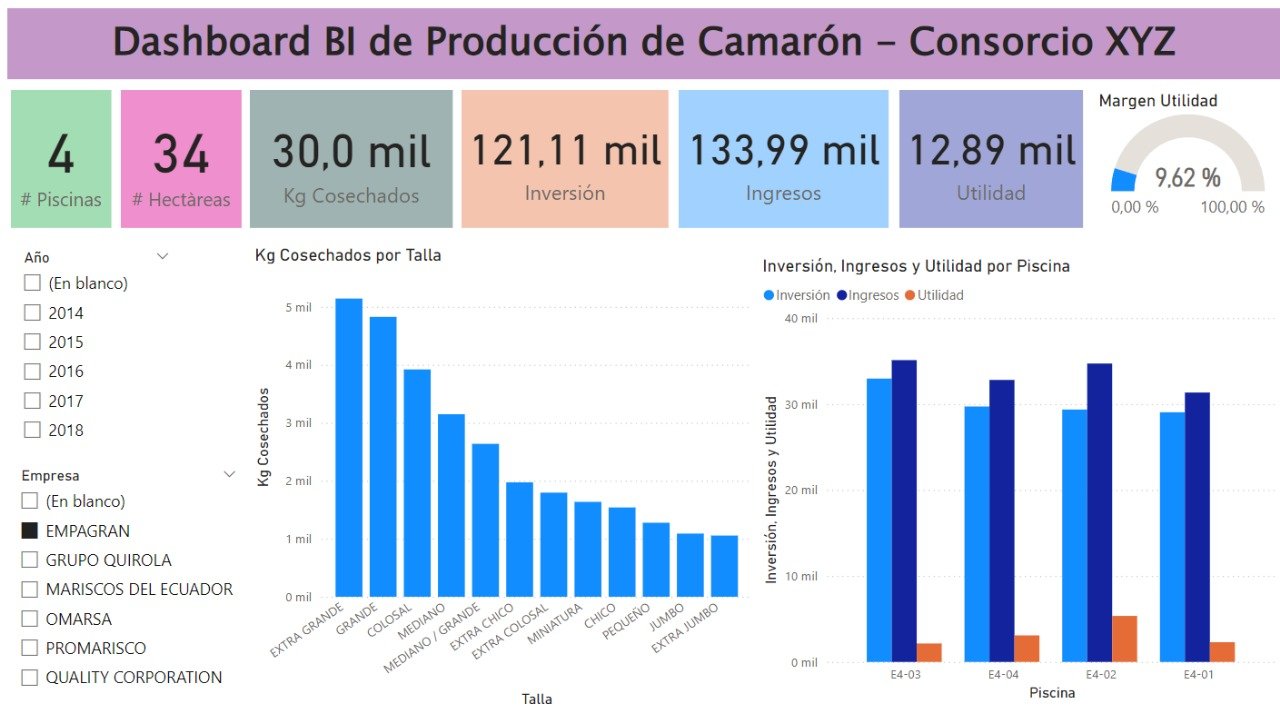 Dashboard BI de Producción de Camarón – Consorcio XYZ
4
# Piscinas
34
# Hectàreas
30,0 mil
Kg Cosechados
121,11 mil
Inversión
133,99 mil
Ingresos
12,89 mil
Utilidad
Margen Utilidad
9,62 %
0,00 %
100,00 %
Año
(En blanco)
2014
2015
2016
2017
2018
Empresa
(En blanco)
EMPAGRAN
GRUPO QUIROLA
MARISCOS DEL ECUADOR
OMARSA
PROMARISCO
QUALITY CORPORATION
Kg Cosechados por Talla
Kg Cosechados
5 mil
4 mil
3 mil
2 mil
1 mil
0 mil
EXTRA GRANDE
GRANDE
COLOSAL
MEDIANO
MEDIANO / GRANDE
EXTRA CHICO
EXTRA COLOSAL
MINIATURA
CHICO
PEQUEÑO
JUMBO
EXTRA JUMBO
Talla
Inversión, Ingresos y Utilidad por Piscina
Inversión
Ingresos
Utilidad
Inversión, Ingresos y Utilidad
40 mil
30 mil
20 mil
10 mil
0 mil
E4-03
E4-04
E4-02
E4-01
Piscina